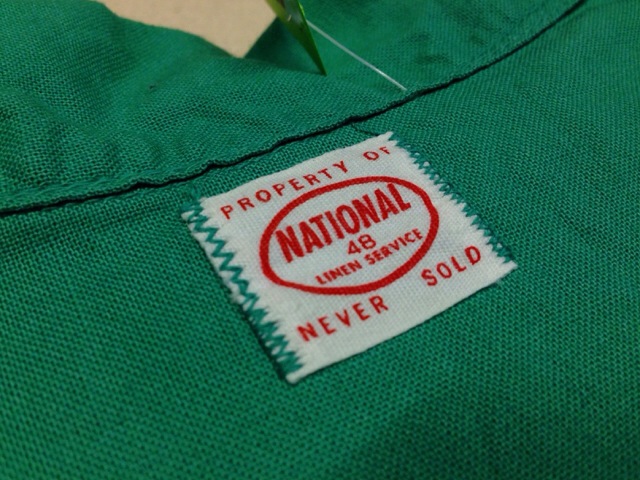 PROPERTY OF
NATIONAL
48
LINEN SERVICE
NEVER SOLD